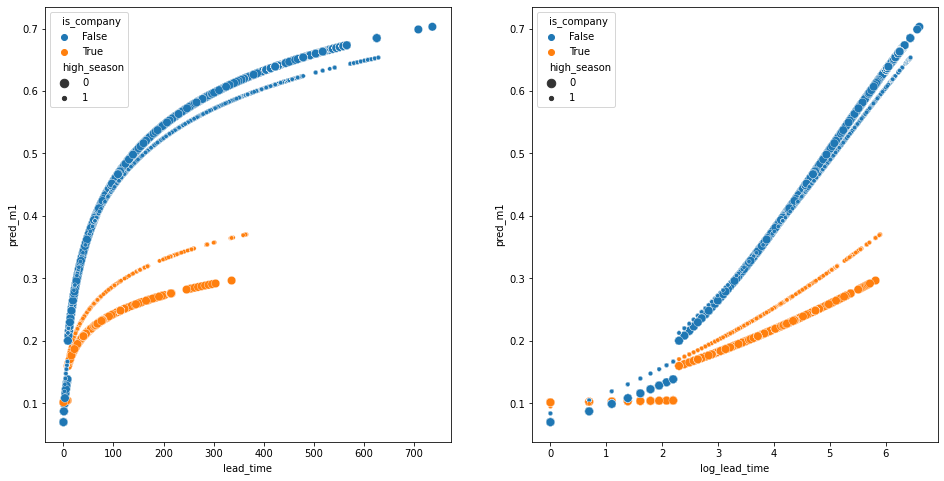 is_company
False
True
high_season
0
1
0.7
0.6
0.5
0.4
0.3
0.2
0.1
pred_m1
0 100 200 300 400 500 600 700
lead_time
is_company
False
True
high_season
0
1
0.7
0.6
0.5
0.4
0.3
0.2
0.1
pred_m1
0 1 2 3 4 5 6
log_lead_time